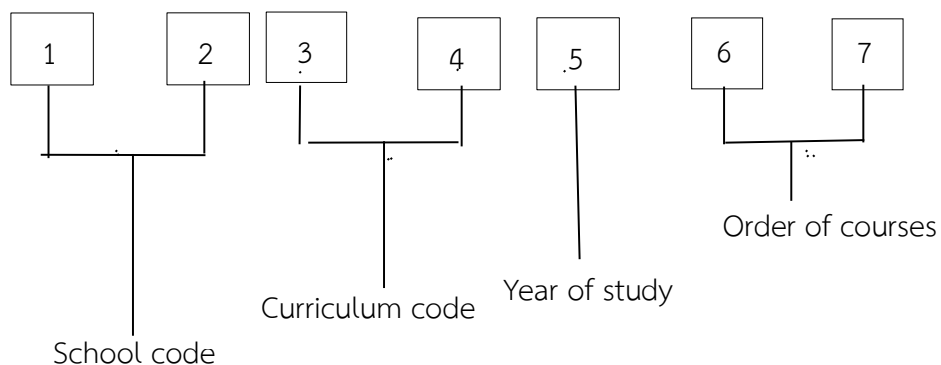 1 2 3 4 5 6 7
Order of courses
Year of study
Curriculum code
School code